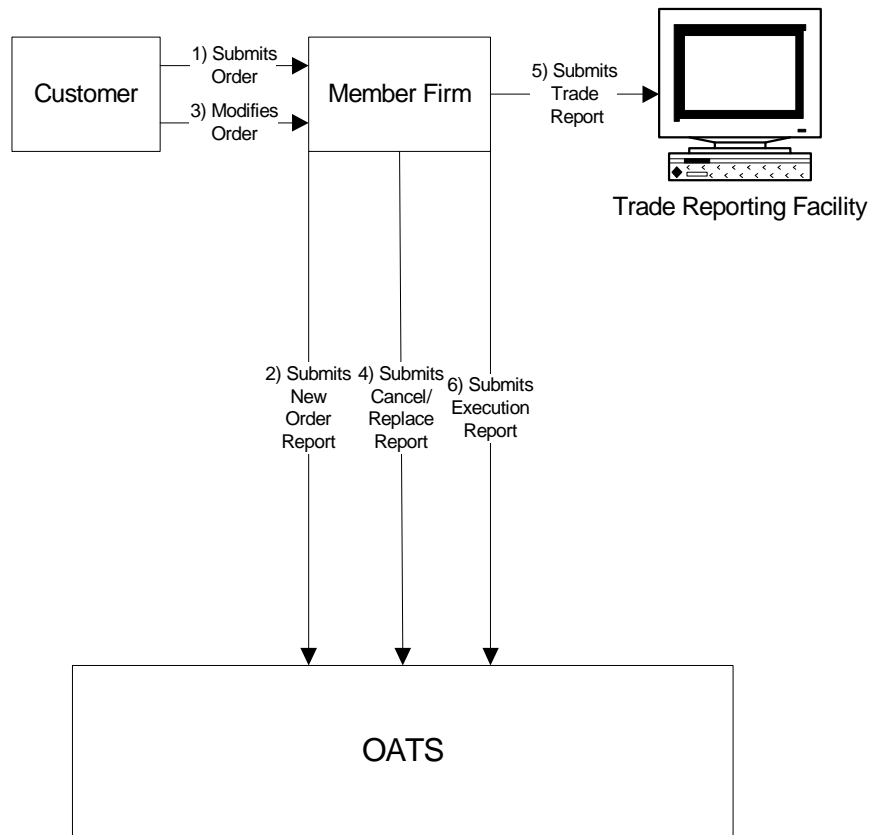 Customer
1) Submits
Order
3) Modifies
Order
Member Firm
5) Submits
Trade
Report
Trade Reporting Facility
2) Submits
New
Order
Report
4) Submits
Cancel/
Replace
Report
6) Submits
Execution
Report
OATS